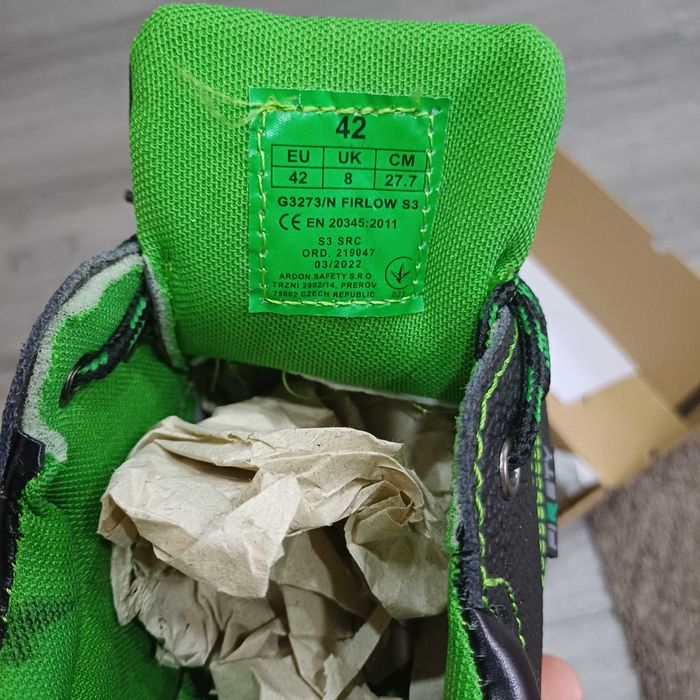 42
EU UK CM
42 8 27.7
G3273/N FIRLOW S3
CE EN 20345:2011
S3 SRC
ORD. 219047
03/2022
ARDON SAFETY S.R.O
TRZNI 2902/14, PREROV
75002 CZECH REPUBLIC